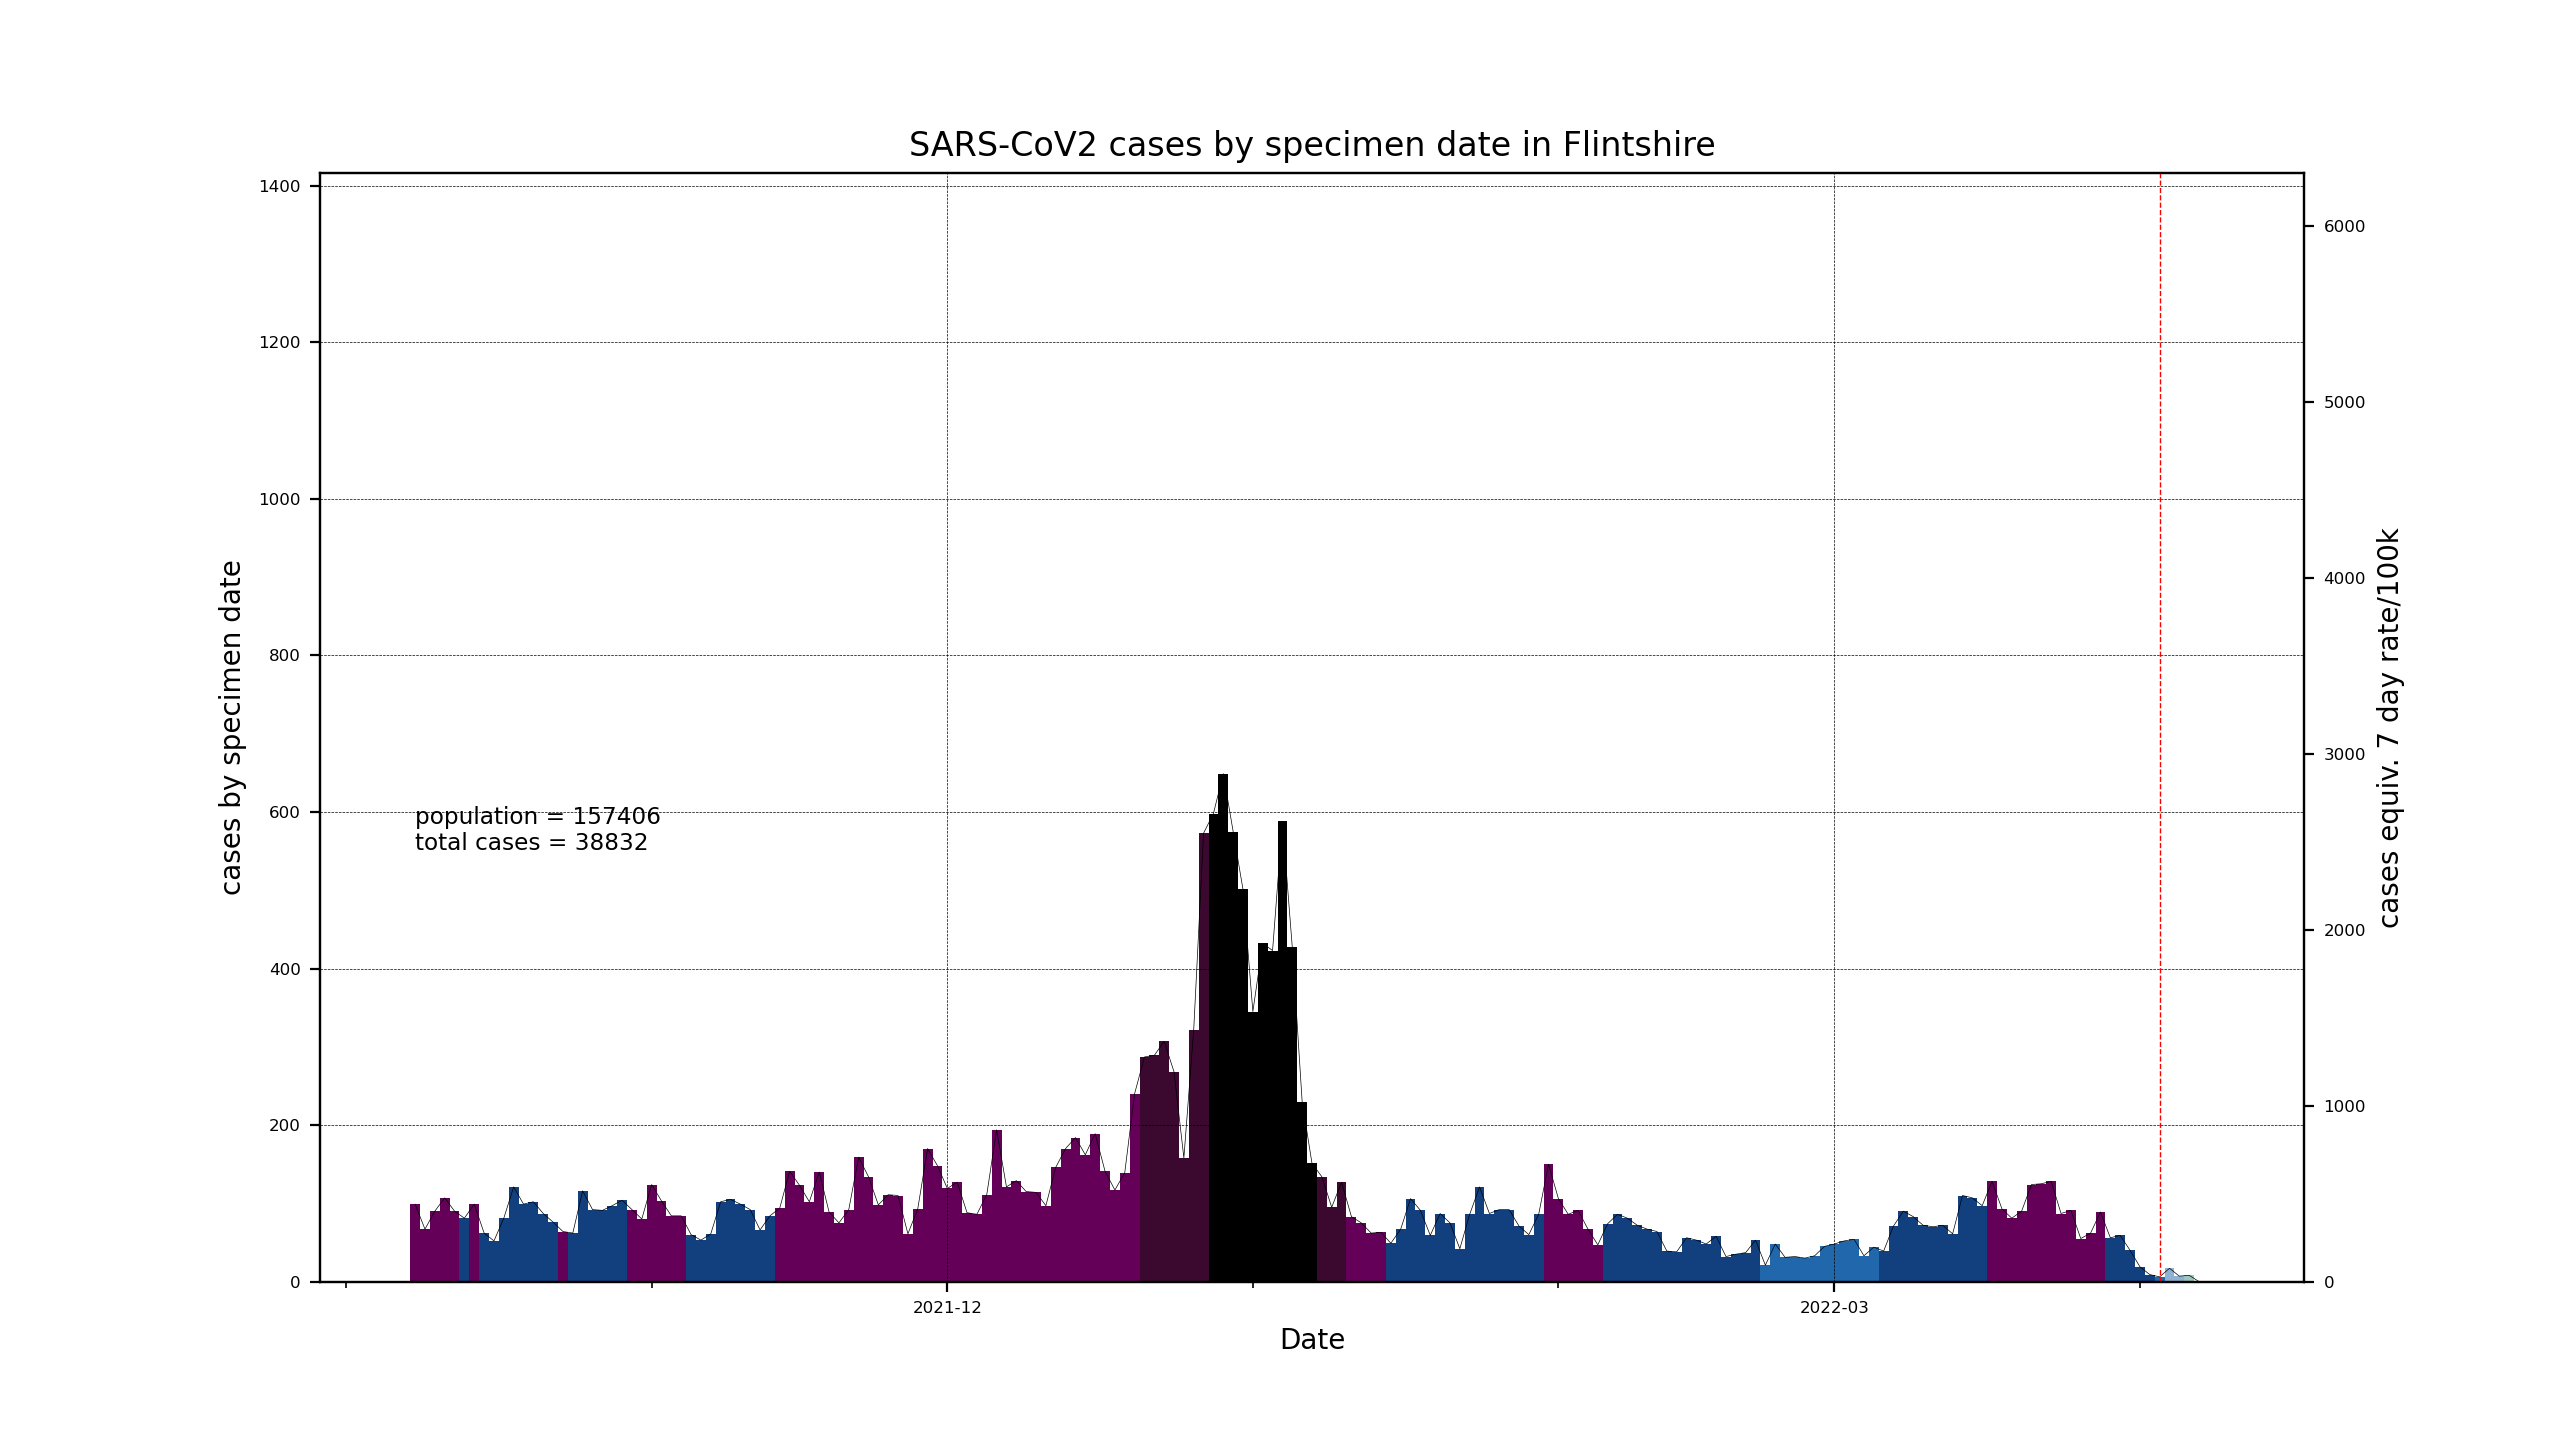 SARS-CoV2 cases by specimen date in Flintshire
1400
1200
1000
800
600
400
200
0
cases by specimen date
population = 157406
total cases = 38832
6000
5000
4000
3000
2000
1000
0
cases equiv. 7 day rate/100k
2021-12
2022-03
Date